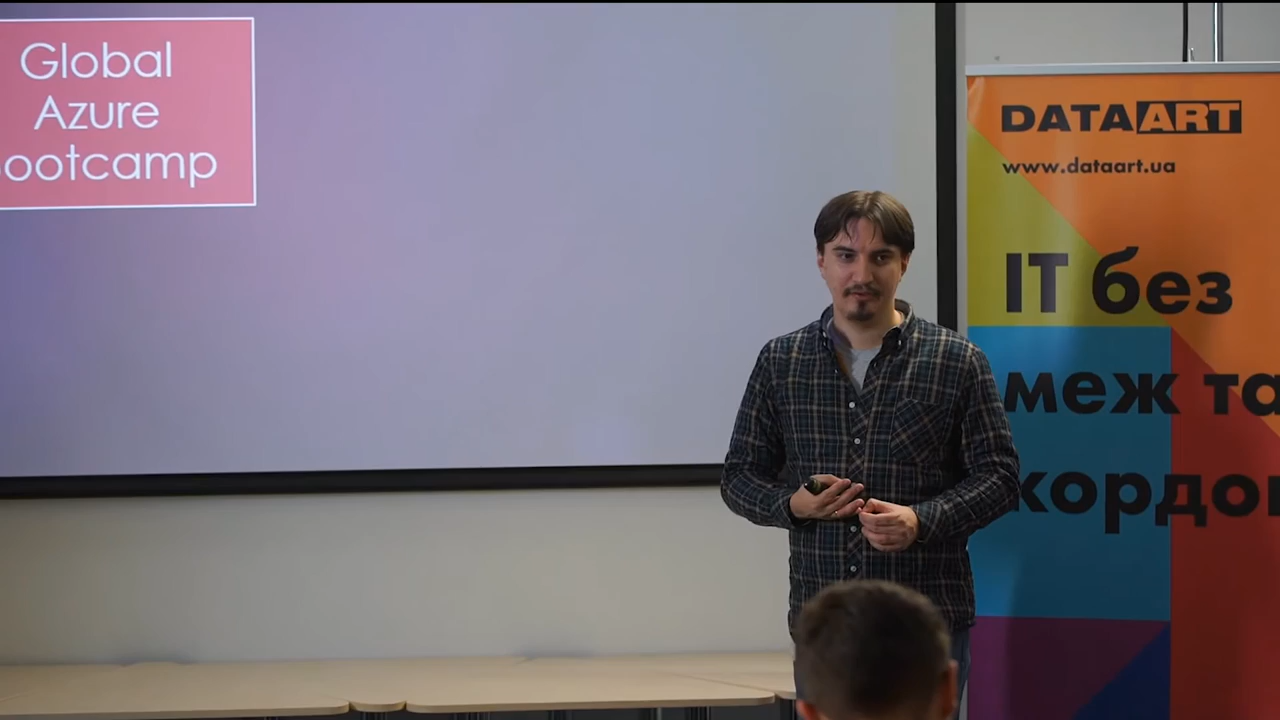 Global
Azure
ootcamp
DATAART
www.dataart.ua
IT без
меж та
кордо